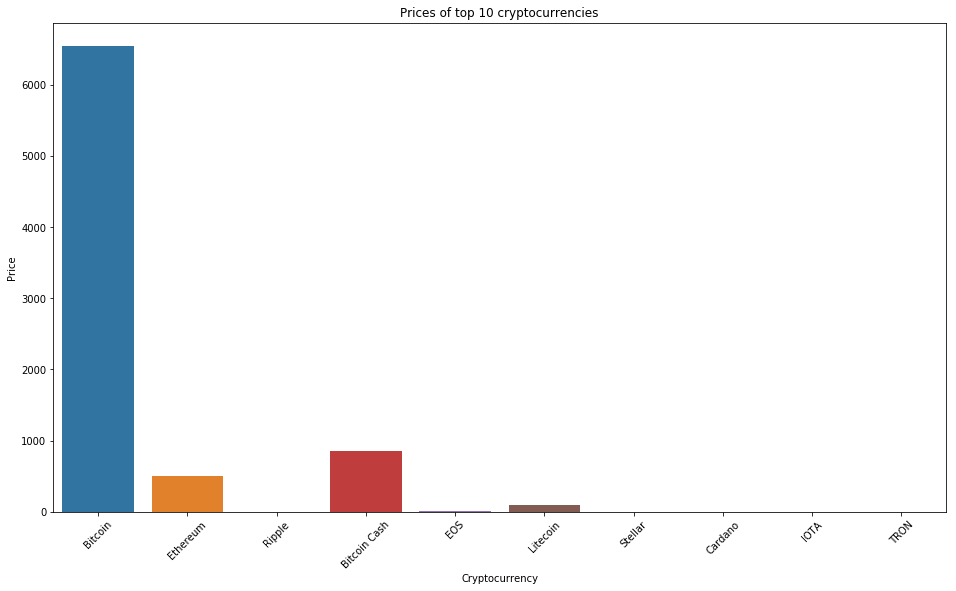 Prices of top 10 cryptocurrencies
Price
6000
5000
4000
3000
2000
1000
0
Bitcoin
Ethereum
Ripple
Bitcoin Cash
EOS
Litecoin
Stellar
Cardano
IOTA
TRON
Cryptocurrency